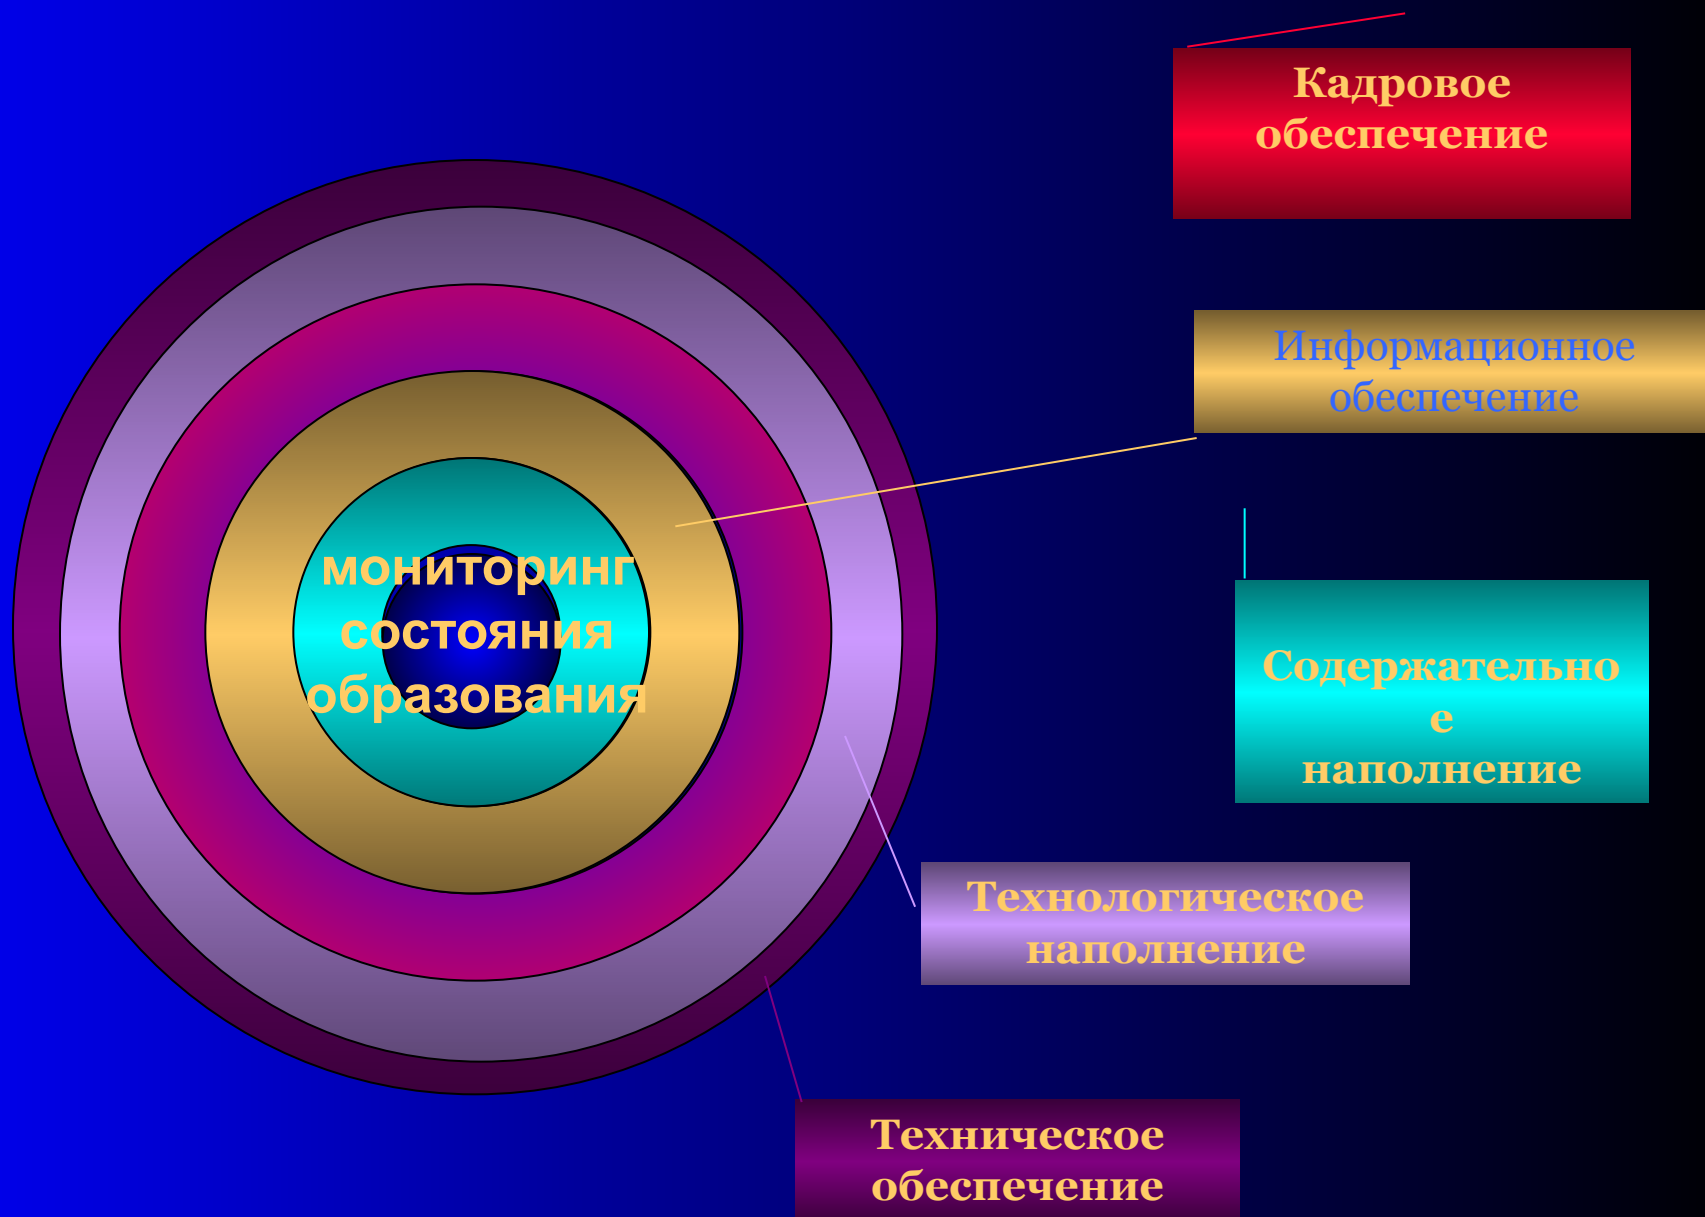 Кадровое
обеспечение
Информационное
обеспечение
мониторинг
состояния
образования
Содержательно
е
наполнение
Технологическое
наполнение
Техническое
обеспечение